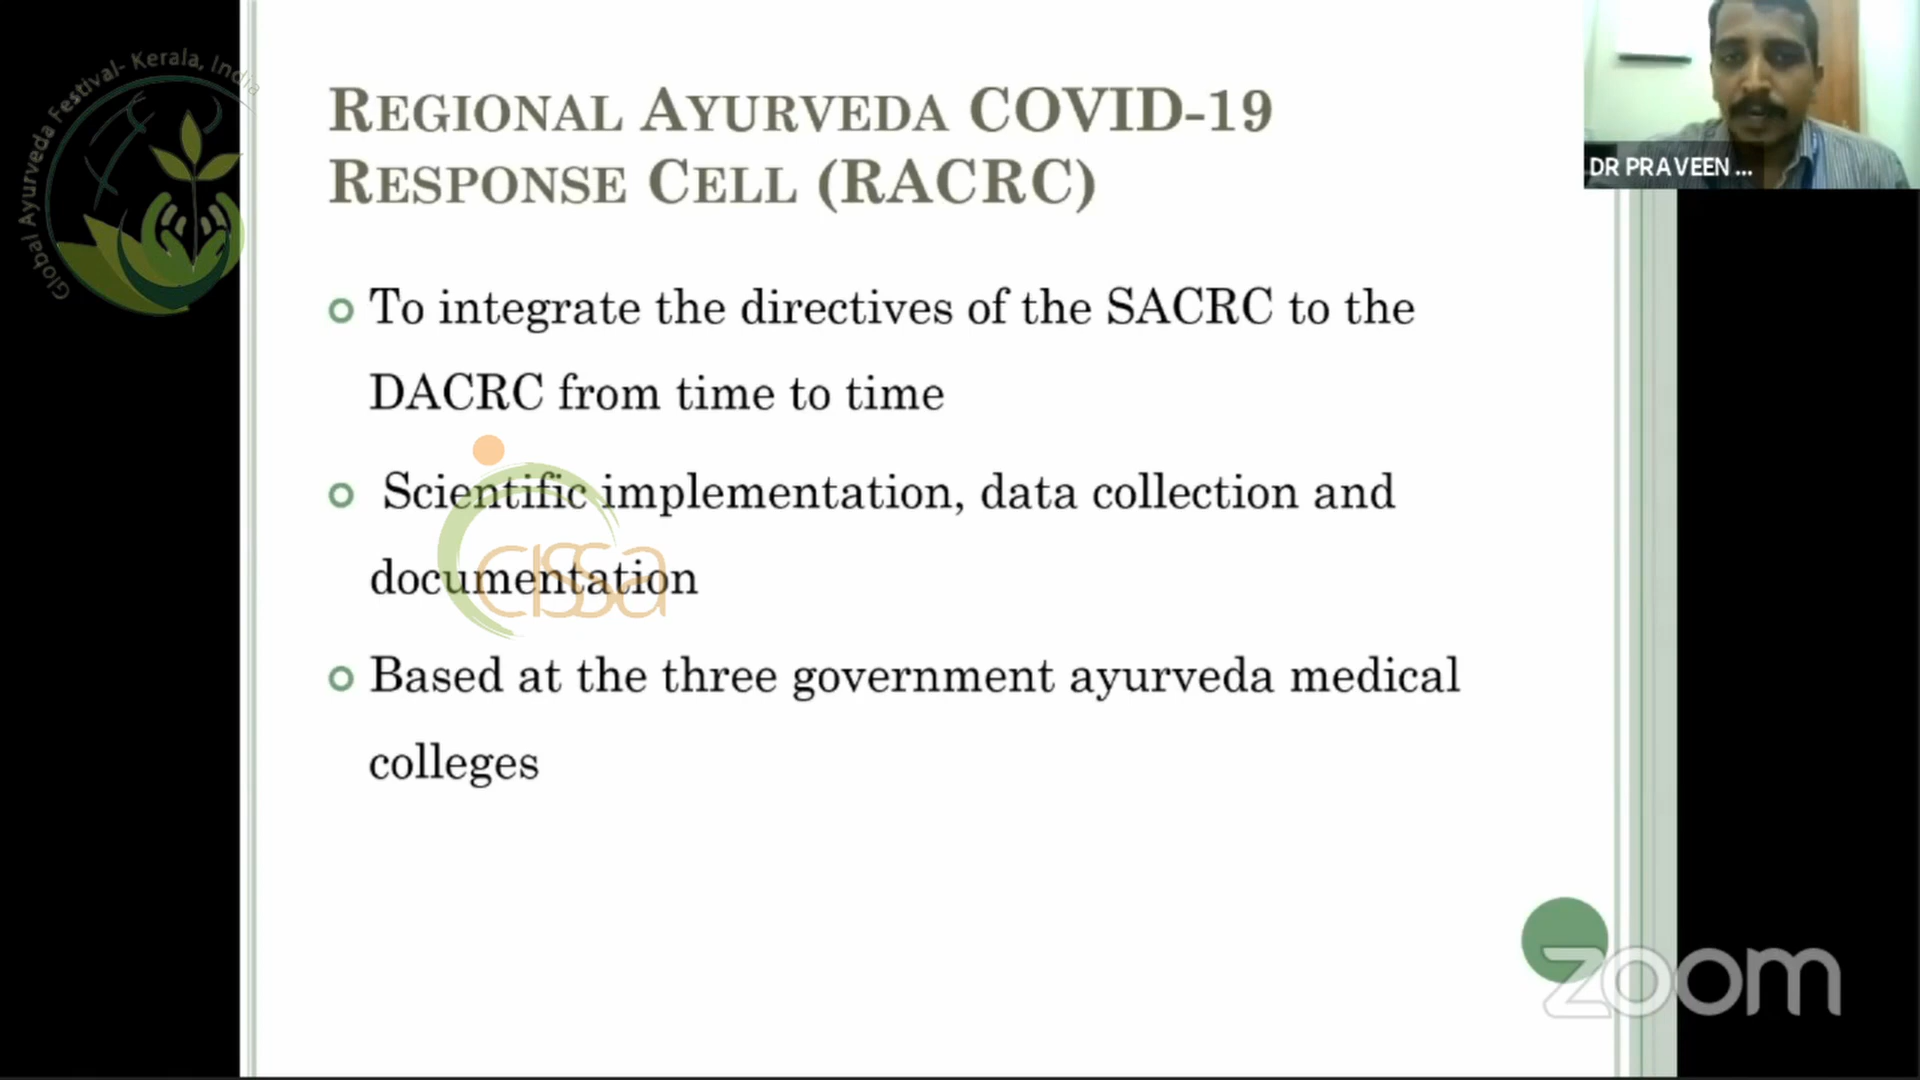 Global Ayurveda Festival- Kerala, India
REGIONAL AYURVEDA COVID-19
RESPONSE CELL (RACRC)
DR PRAVEEN ...
To integrate the directives of the SACRC to the
DACRC from time to time
Scientific implementation, data collection and
documentation
cissa
Based at the three government ayurveda medical
colleges
zoom